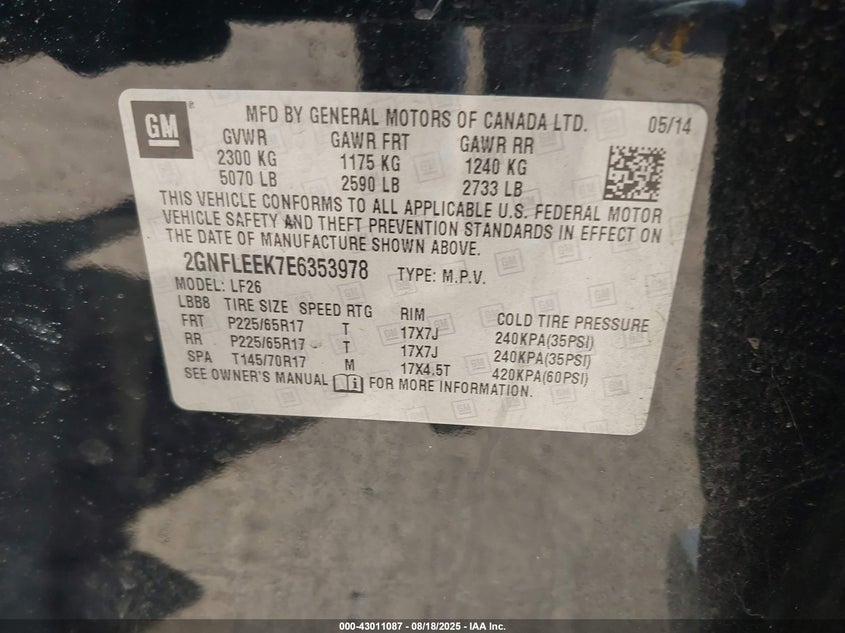 GM
MFD BY GENERAL MOTORS OF CANADA LTD. 05/14
GVWR GAWR FRT GAWR RR
2300 KG 1175 KG 1240 KG
5070 LB 2590 LB 2733 LB
THIS VEHICLE CONFORMS TO ALL APPLICABLE U.S. FEDERAL MOTOR
VEHICLE SAFETY AND THEFT PREVENTION STANDARDS IN EFFECT ON
THE DATE OF MANUFACTURE SHOWN ABOVE.
2GNFLEEK7E6353978 TYPE: M.P.V.
MODEL: LF26
LBB8 TIRE SIZE SPEED RTG RIM COLD TIRE PRESSURE
FRT P225/65R17 T 17X7J 240KPA(35PSI)
RR P225/65R17 T 17X7J 240KPA(35PSI)
SPA T145/70R17 M 17X4.5T 420KPA(60PSI)
SEE OWNER'S MANUAL FOR MORE INFORMATION.
000-43011087 - 08/18/2025 - IAA Inc.